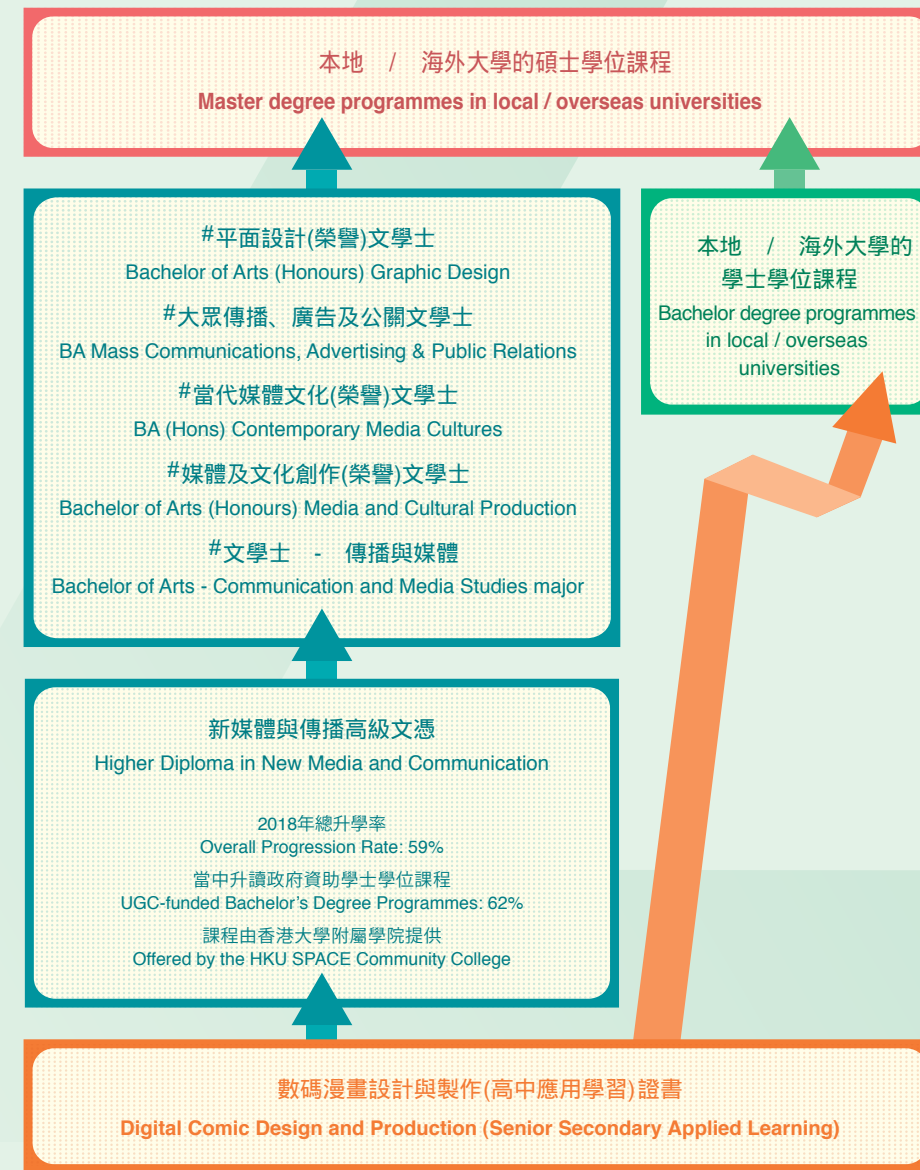 本地 / 海外大學的碩士學位課程
Master degree programmes in local / overseas universities
#平面設計(榮譽)文學士
Bachelor of Arts (Honours) Graphic Design
#大眾傳播、廣告及公關文學士
BA Mass Communications, Advertising & Public Relations
#當代媒體文化(榮譽)文學士
BA (Hons) Contemporary Media Cultures
#媒體及文化創作(榮譽)文學士
Bachelor of Arts (Honours) Media and Cultural Production
#文學士 - 傳播與媒體
Bachelor of Arts - Communication and Media Studies major
本地 / 海外大學的
學士學位課程
Bachelor degree programmes
in local / overseas
universities
新媒體與傳播高級文憑
Higher Diploma in New Media and Communication
2018年總升學率
Overall Progression Rate: 59%
當中升讀政府資助學士學位課程
UGC-funded Bachelor's Degree Programmes: 62%
課程由香港大學附屬學院提供
Offered by the HKU SPACE Community College
數碼漫畫設計與製作(高中應用學習)證書
Digital Comic Design and Production (Senior Secondary Applied Learning)